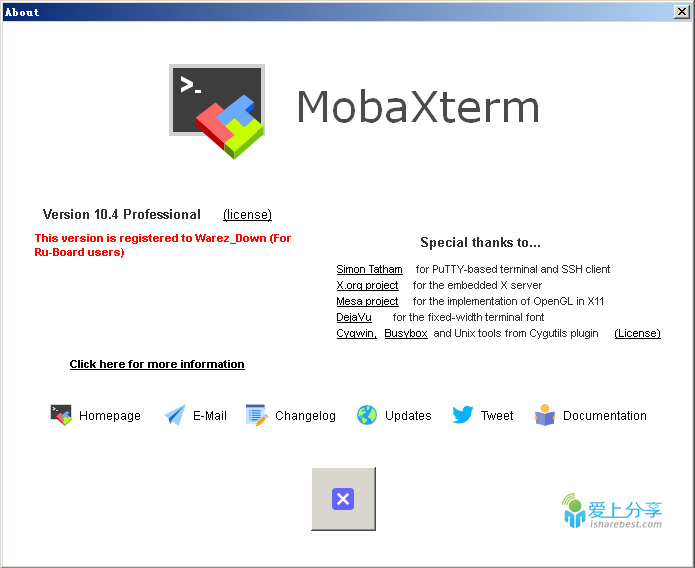 About
MobaXterm
Version 10.4 Professional (license)
This version is registered to Warez_Down (For
Ru-Board users)
Special thanks to...
Simon Tatham for PuTTY-based terminal and SSH client
X.org project for the embedded X server
Mesa project for the implementation of OpenGL in X11
DejaVu for the fixed-width terminal font
Cygwin, Busybox and Unix tools from Cygutils plugin (License)
Click here for more information
Homepage E-Mail Changelog Updates Tweet Documentation
爱上分享
isharebest.com